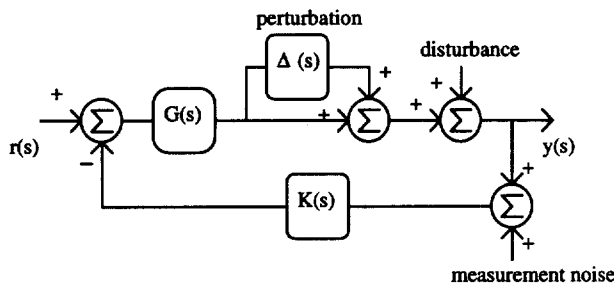 perturbation
Δ (s)
disturbance
+
+
+
G(s)
Σ
+
Σ
+
Σ
r(s)
−
y(s)
+
K(s)
Σ
+
measurement noise